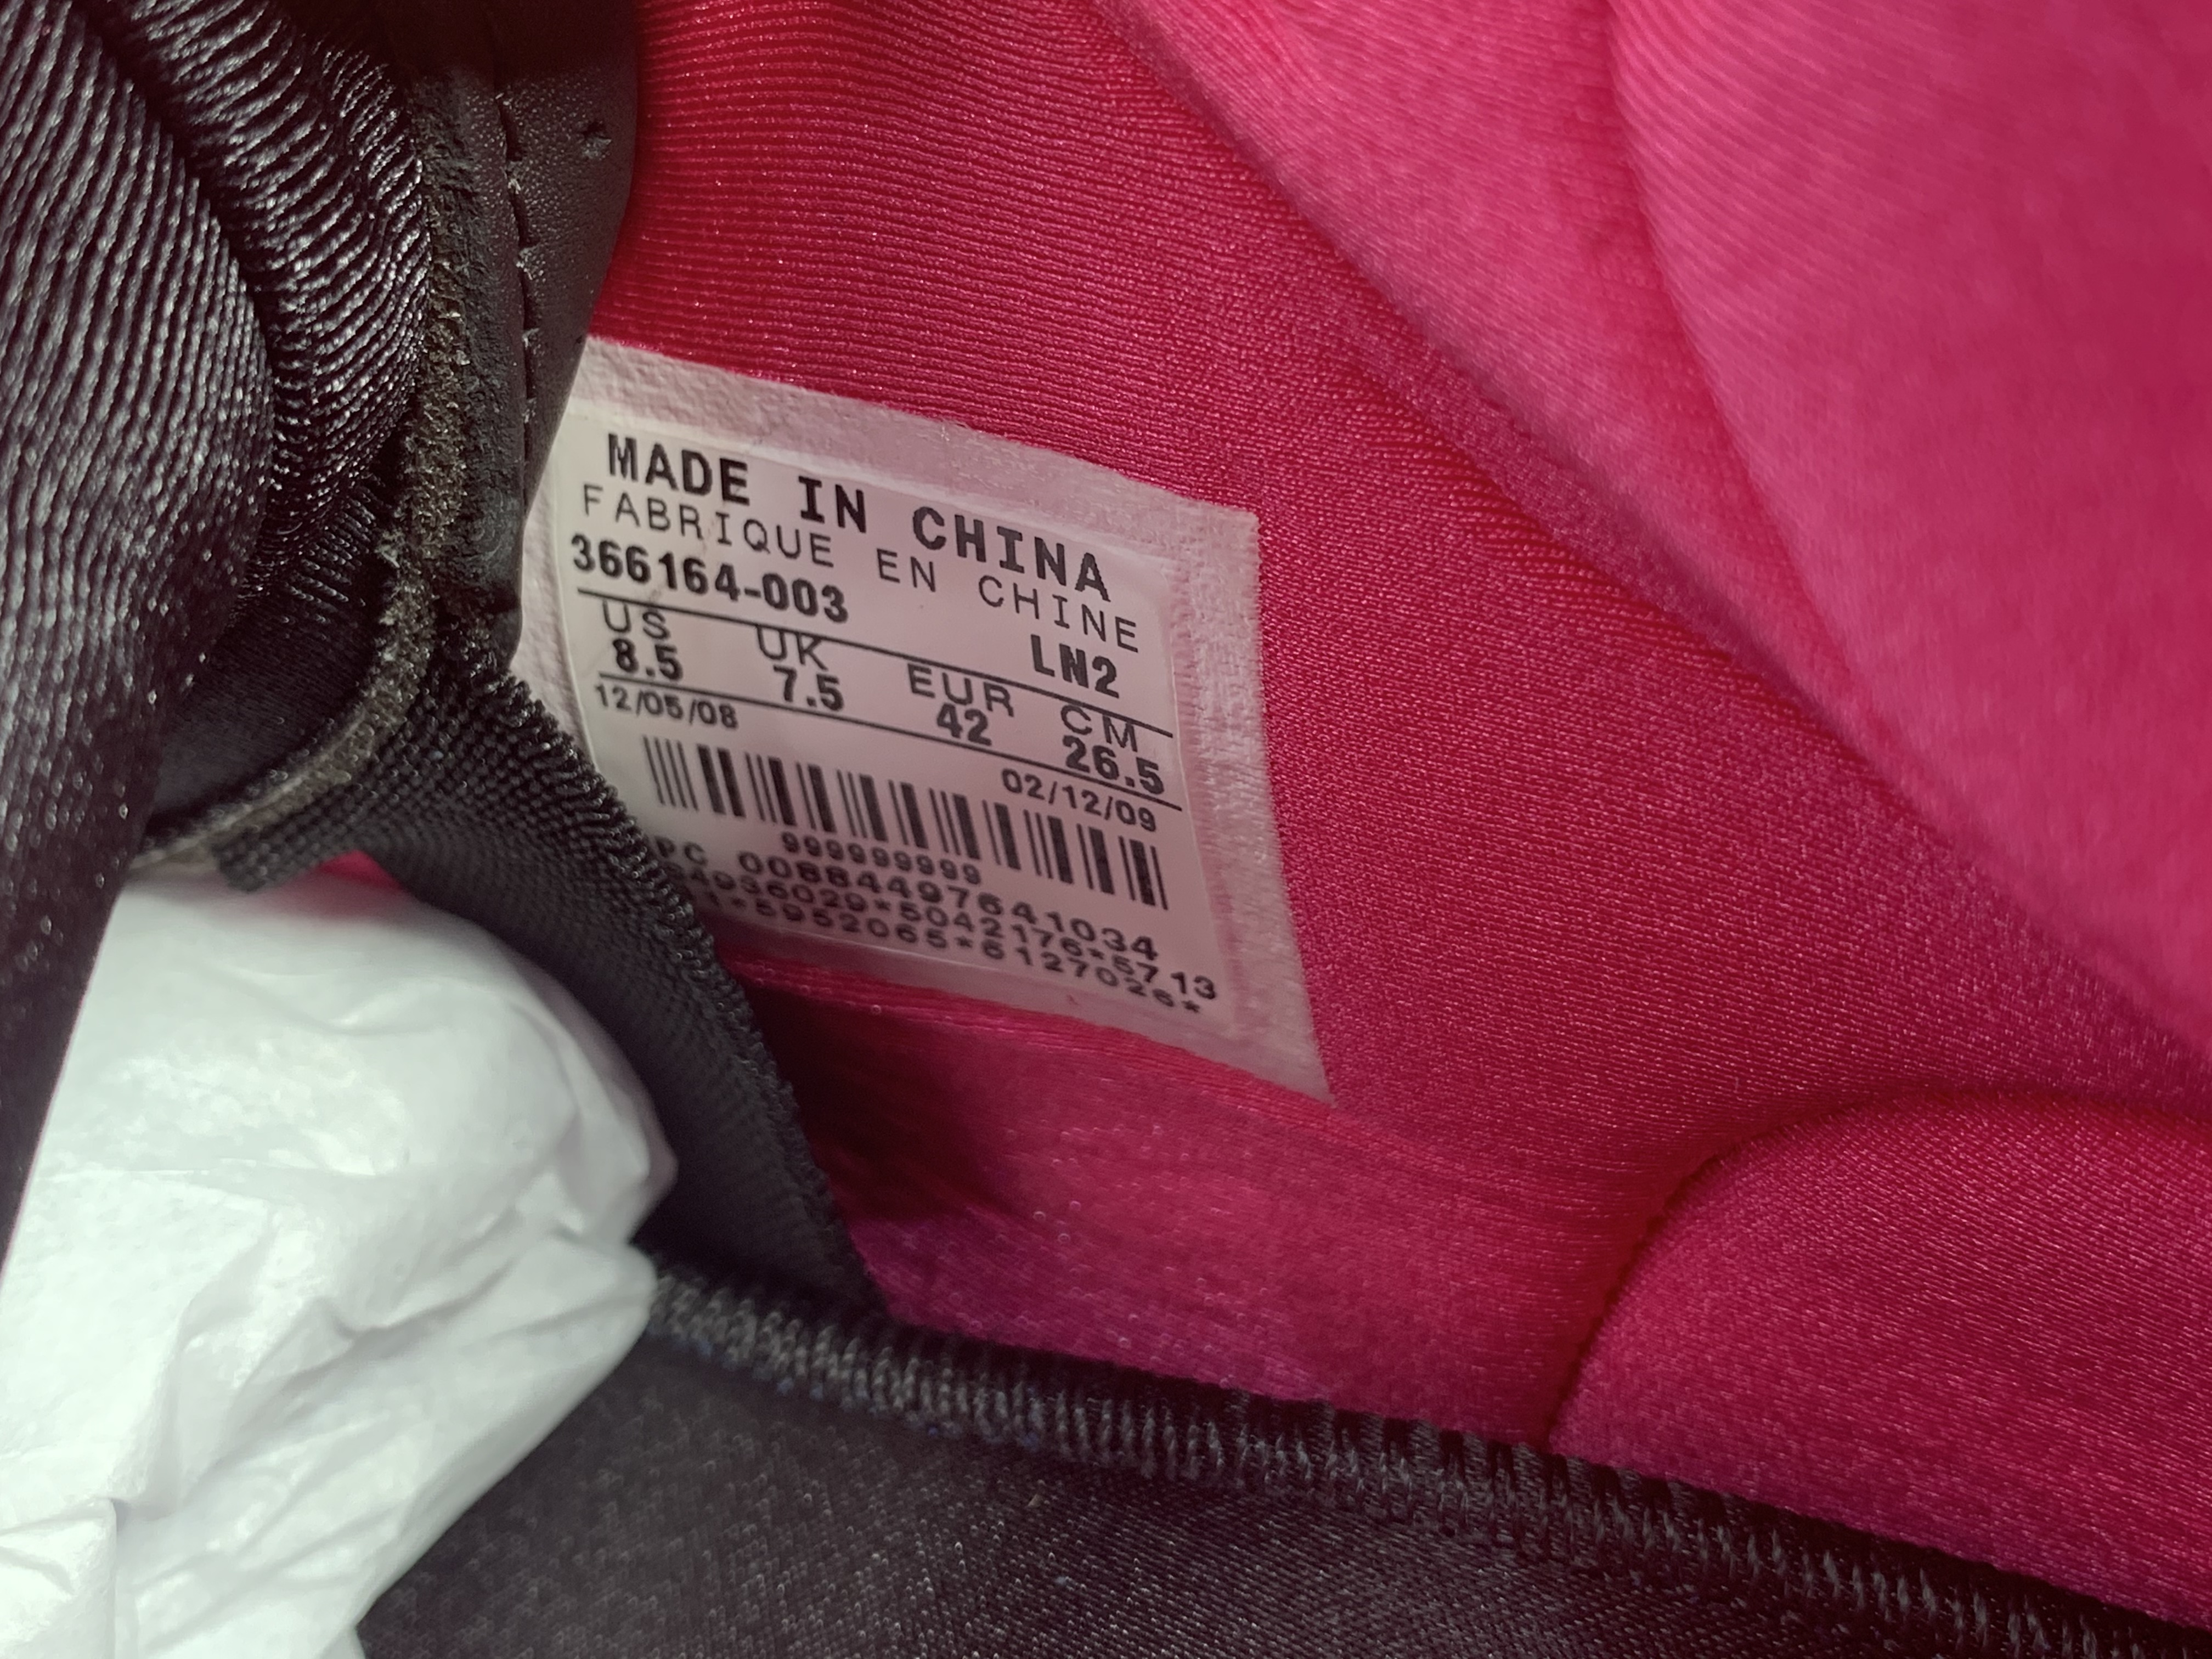 MADE IN CHINA
FABRIQUE EN CHINE
366164-003 LN2
US UK EUR CM
8.5 7.5 42 26.5
12/05/08 02/12/09
999999999
PC 00884497641034
4936029*5042176*5713
1*5952065*6127026*